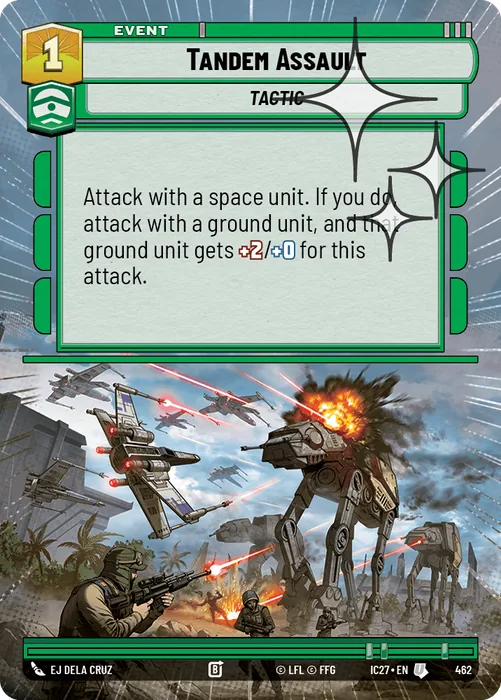 EVENT
1
TANDEM ASSAULT
TACTIC
Attack with a space unit. If you do,
attack with a ground unit, and that
ground unit gets +2/+0 for this
attack.
EJ DELA CRUZ
B
© LFL © FFG
IC27 • EN
462